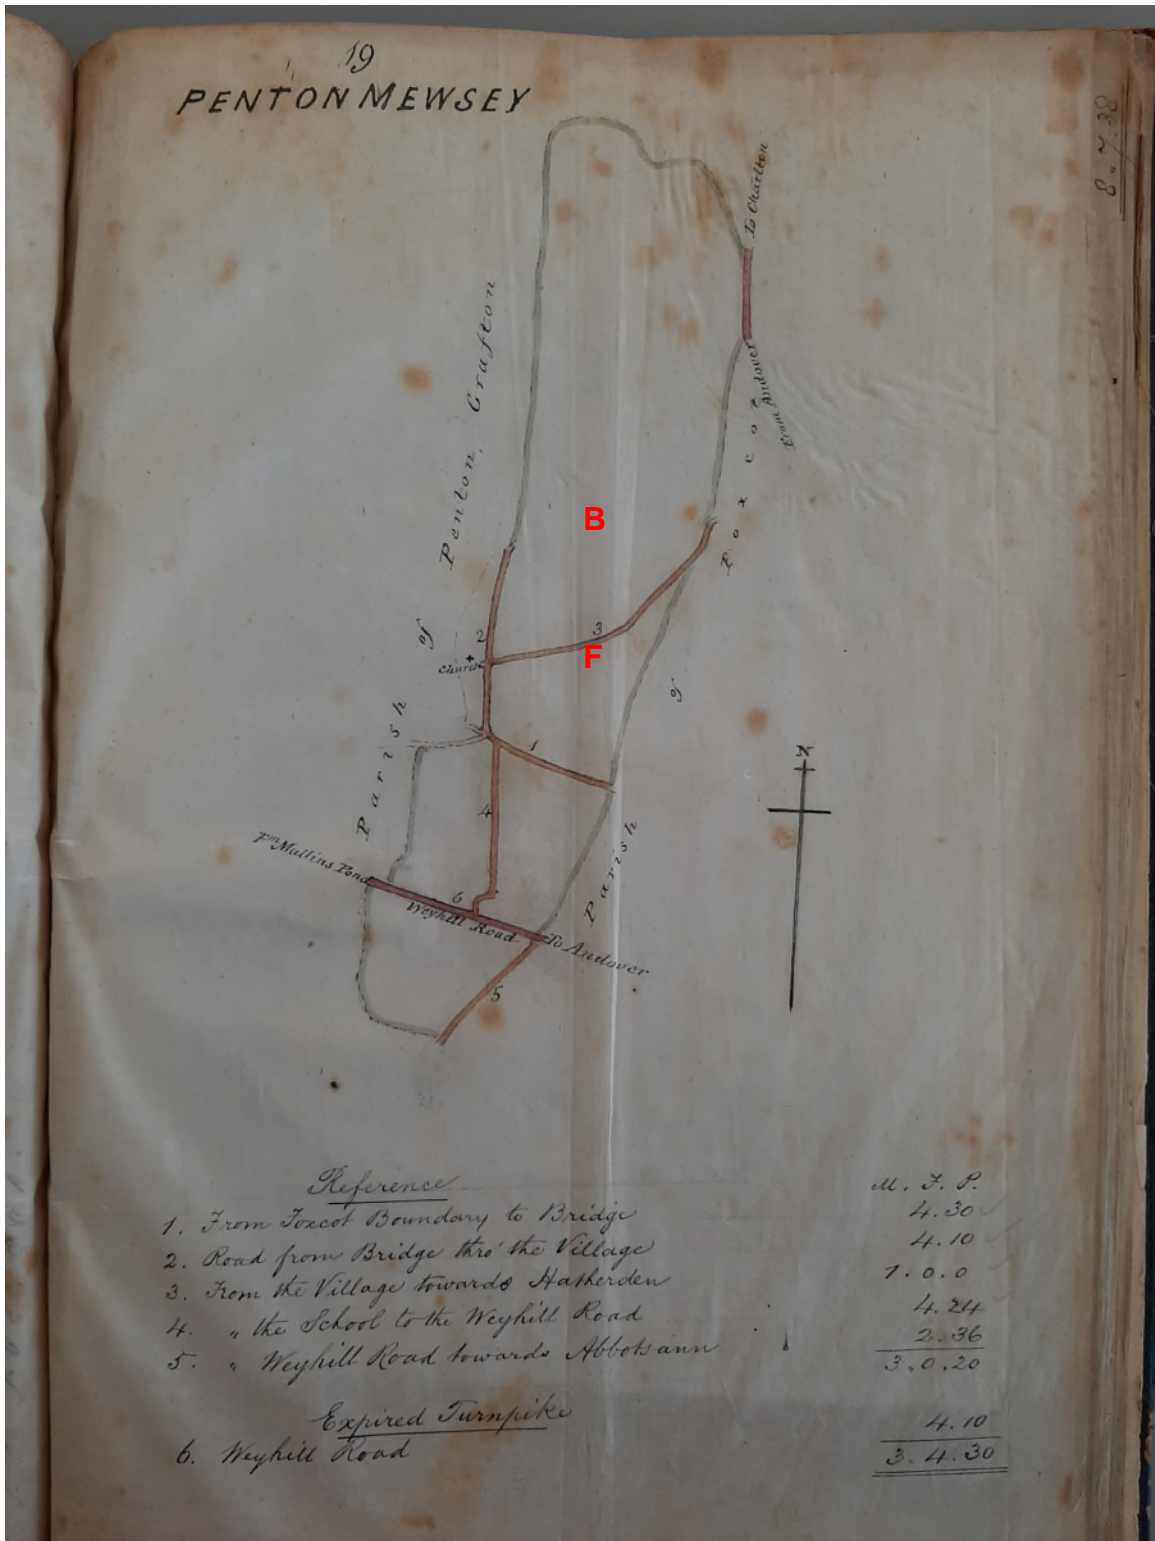 19
PENTON MEWSEY
8.7.38
To Charlton
From Andover
Parish of Penton Grafton
Parish of Foxcot
B
2
3
F
Church
1
4
N
Fm Mullins Pond
6
Weyhill Road
To Andover
5
Reference
M. F. P.
1. From Foxcot Boundary to Bridge 4.30
2. Road from Bridge thro' the Village 4.10
3. From the Village towards Hatherden 1.0.0
4. " the School to the Weyhill Road 4.24
5. " Weyhill Road towards Abbotsann 2.36
3.0.20
Expired Turnpike
6. Weyhill Road 4.10
3.4.30